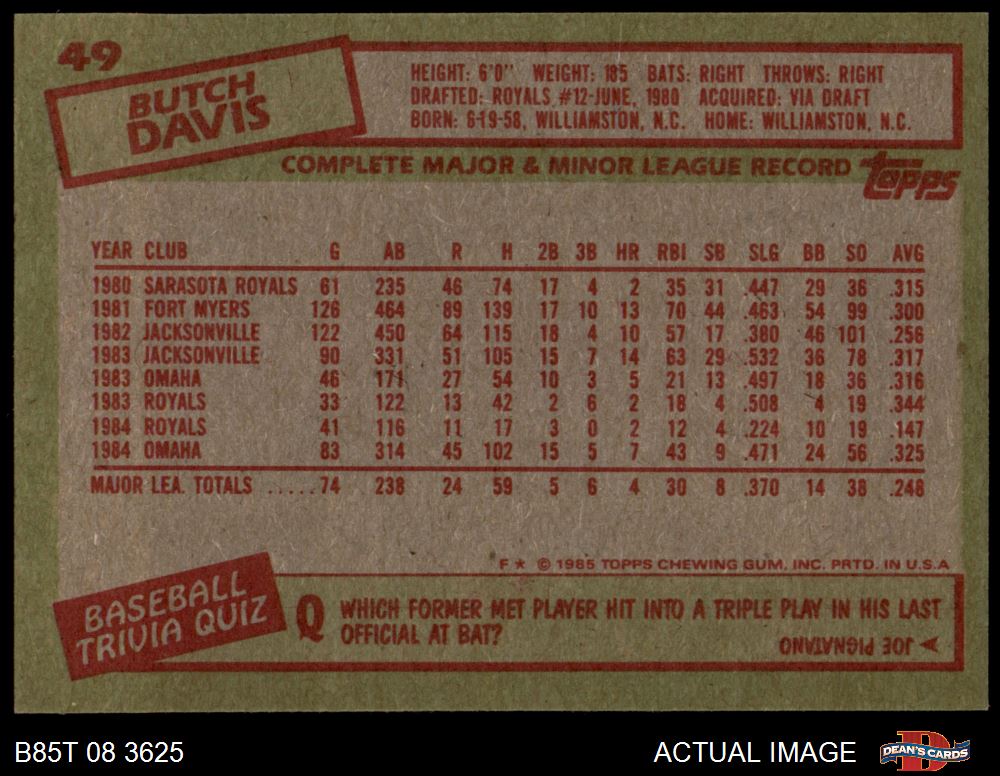 49
BUTCH
DAVIS
HEIGHT: 6'0" WEIGHT: 185 BATS: RIGHT THROWS: RIGHT
DRAFTED: ROYALS #12-JUNE, 1980 ACQUIRED: VIA DRAFT
BORN: 6-19-58, WILLIAMSTON, N.C. HOME: WILLIAMSTON, N.C.
COMPLETE MAJOR & MINOR LEAGUE RECORD topps
YEAR CLUB G AB R H 2B 3B HR RBI SB SLG BB SO AVG
1980 SARASOTA ROYALS 61 235 46 74 17 4 2 35 31 .447 29 36 .315
1981 FORT MYERS 126 464 89 139 17 10 13 70 44 .463 54 99 .300
1982 JACKSONVILLE 122 450 64 115 18 4 10 57 17 .380 46 101 .256
1983 JACKSONVILLE 90 331 51 105 15 7 14 63 29 .532 36 78 .317
1983 OMAHA 46 171 27 54 10 3 5 21 13 .497 18 36 .316
1983 ROYALS 33 122 13 42 2 6 2 18 4 .508 4 19 .344
1984 ROYALS 41 116 11 17 3 0 2 12 4 .224 10 19 .147
1984 OMAHA 83 314 45 102 15 5 7 43 9 .471 24 56 .325
MAJOR LEA. TOTALS .....74 238 24 59 5 6 4 30 8 .370 14 38 .248
F* © 1985 TOPPS CHEWING GUM, INC. PRTD. IN U.S.A
BASEBALL
TRIVIA QUIZ
Q WHICH FORMER MET PLAYER HIT INTO A TRIPLE PLAY IN HIS LAST
OFFICIAL AT BAT?
A JOE PIGNATANO
B85T 08 3625
ACTUAL IMAGE
D
DEAN'S CARDS